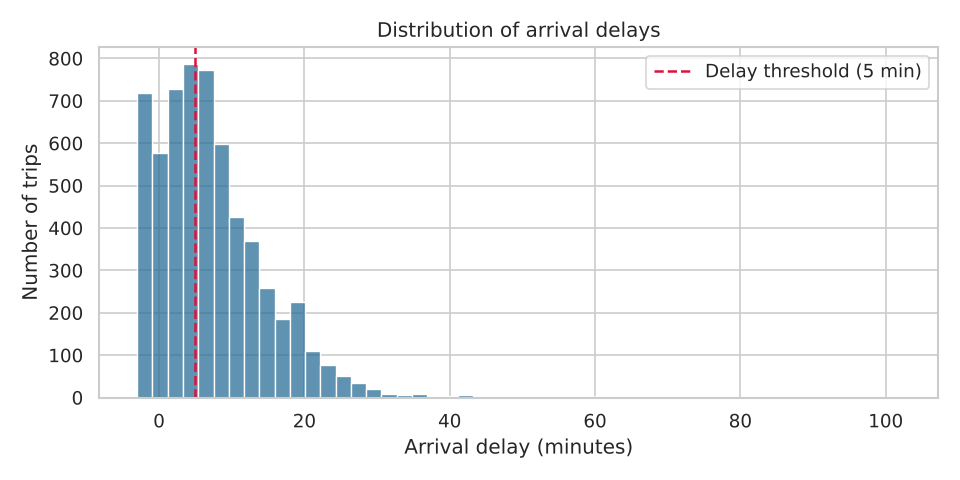 Distribution of arrival delays
Delay threshold (5 min)
Number of trips
800
700
600
500
400
300
200
100
0
0 20 40 60 80 100
Arrival delay (minutes)